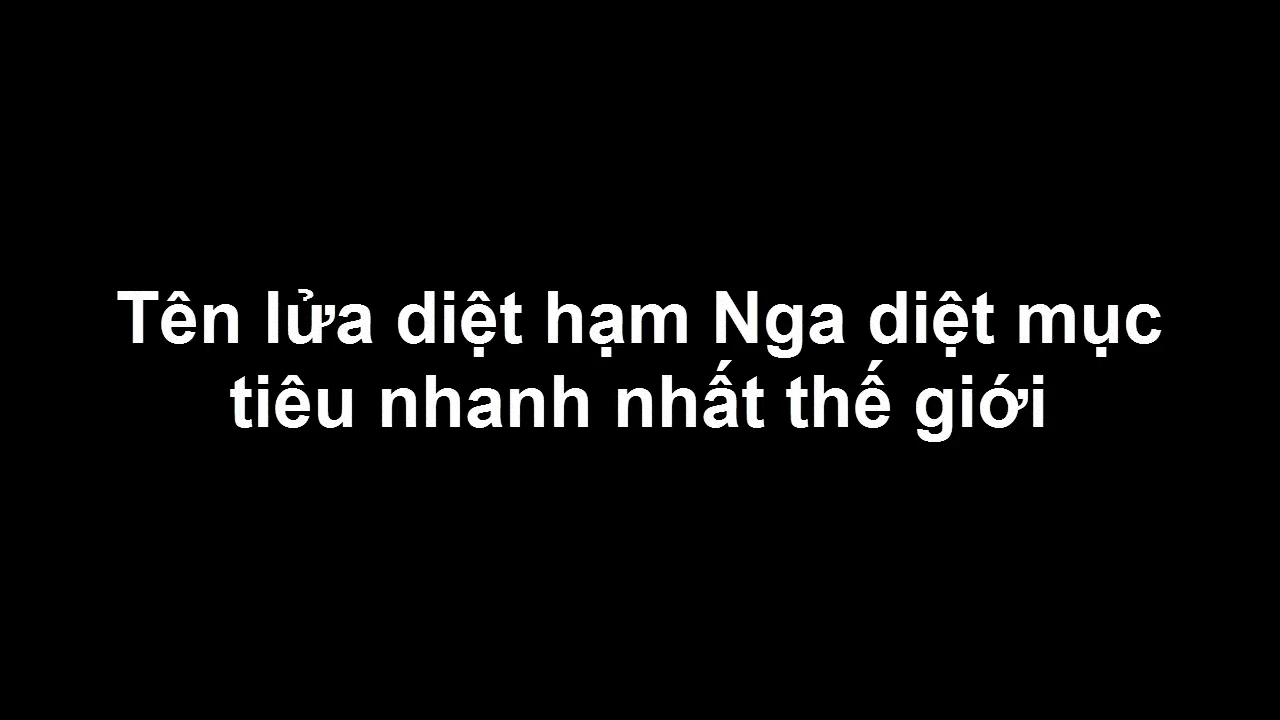 Tên lửa diệt hạm Nga diệt mục
tiêu nhanh nhất thế giới